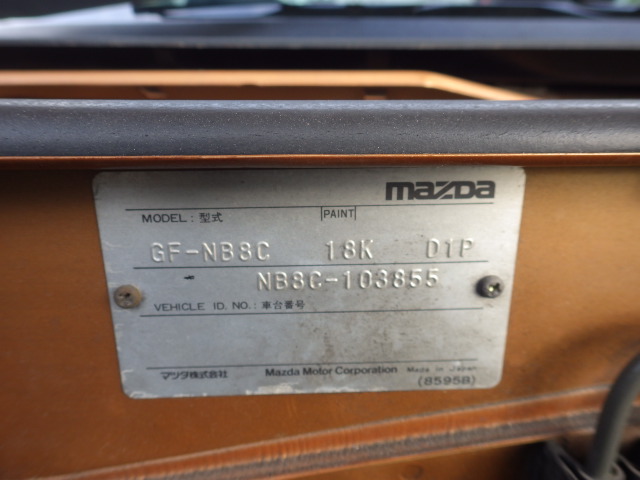 mazda
MODEL: 型式 PAINT
GF-NB8C 18K D1P
NB8C-103855
VEHICLE ID. NO.: 車台番号
マツダ株式会社 Mazda Motor Corporation Made in Japan
(8595B)